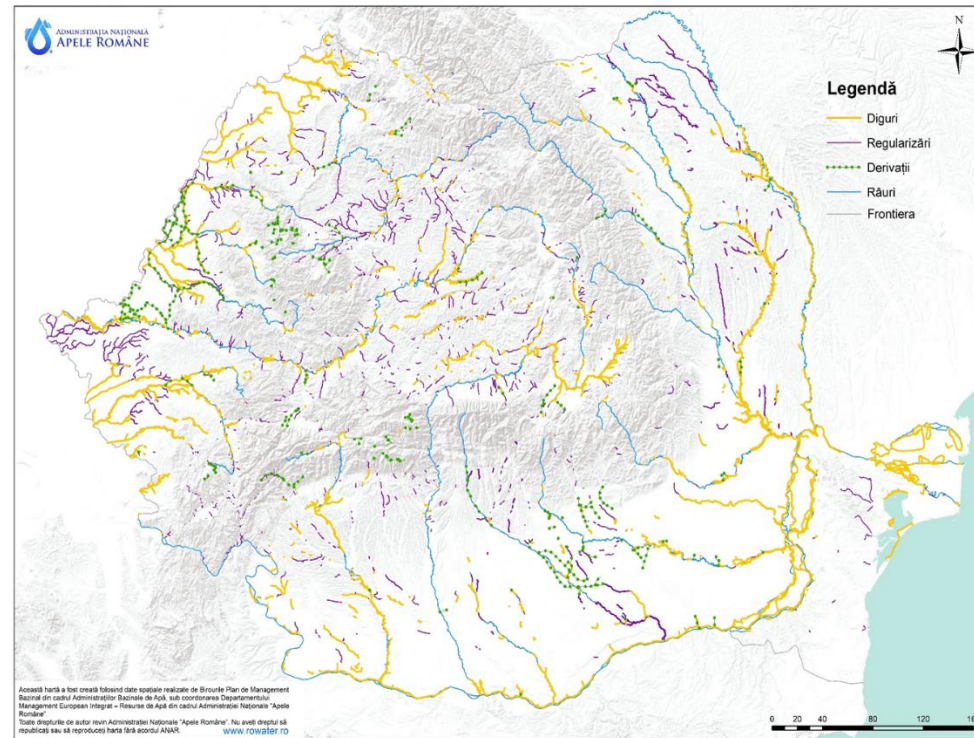 ADMINISTRAȚIA NAȚIONALĂ
APELE ROMÂNE
N
Legendă
Diguri
Regularizări
Derivații
Râuri
Frontiera
Această hartă a fost creată folosind date spațiale realizate de Birourile Plan de Management
Bazinal din cadrul Administrațiilor Bazinale de Apă, sub coordonarea Departamentului
Management European Integrat – Resurse de Apă din cadrul Administrației Naționale "Apele
Române".
Toate drepturile de autor revin Administrației Naționale "Apele Române". Nu aveți dreptul să
republicați sau să reproduceți harta fără acordul ANAR.
www.rowater.ro
0 20 40 80 120 160